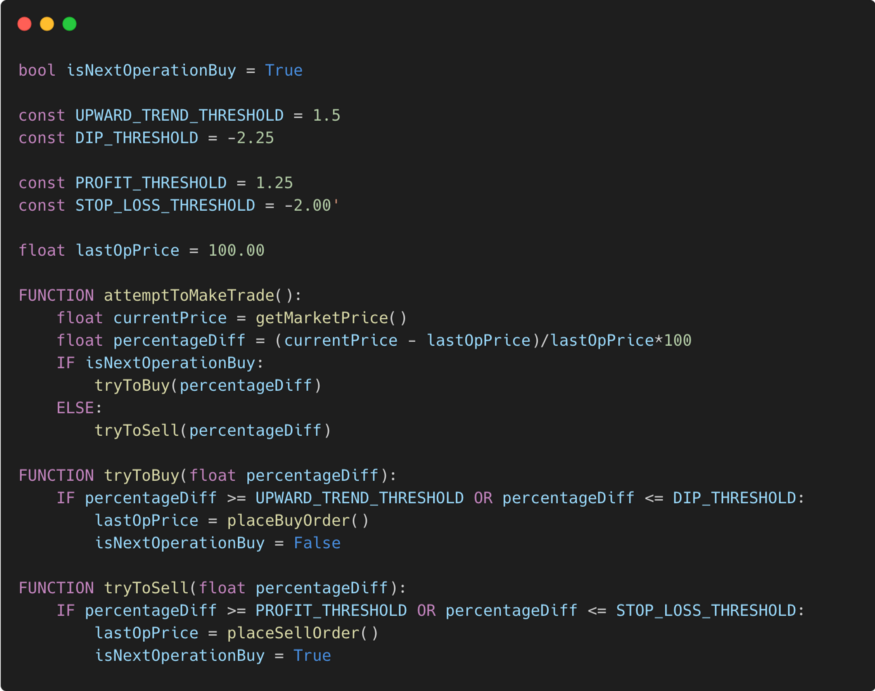 bool isNextOperationBuy = True
const UPWARD_TREND_THRESHOLD = 1.5
const DIP_THRESHOLD = -2.25
const PROFIT_THRESHOLD = 1.25
const STOP_LOSS_THRESHOLD = -2.00'
float lastOpPrice = 100.00
FUNCTION attemptToMakeTrade():
    float currentPrice = getMarketPrice()
    float percentageDiff = (currentPrice - lastOpPrice)/lastOpPrice*100
    IF isNextOperationBuy:
        tryToBuy(percentageDiff)
    ELSE:
        tryToSell(percentageDiff)
FUNCTION tryToBuy(float percentageDiff):
    IF percentageDiff >= UPWARD_TREND_THRESHOLD OR percentageDiff <= DIP_THRESHOLD:
        lastOpPrice = placeBuyOrder()
        isNextOperationBuy = False
FUNCTION tryToSell(float percentageDiff):
    IF percentageDiff >= PROFIT_THRESHOLD OR percentageDiff <= STOP_LOSS_THRESHOLD:
        lastOpPrice = placeSellOrder()
        isNextOperationBuy = True